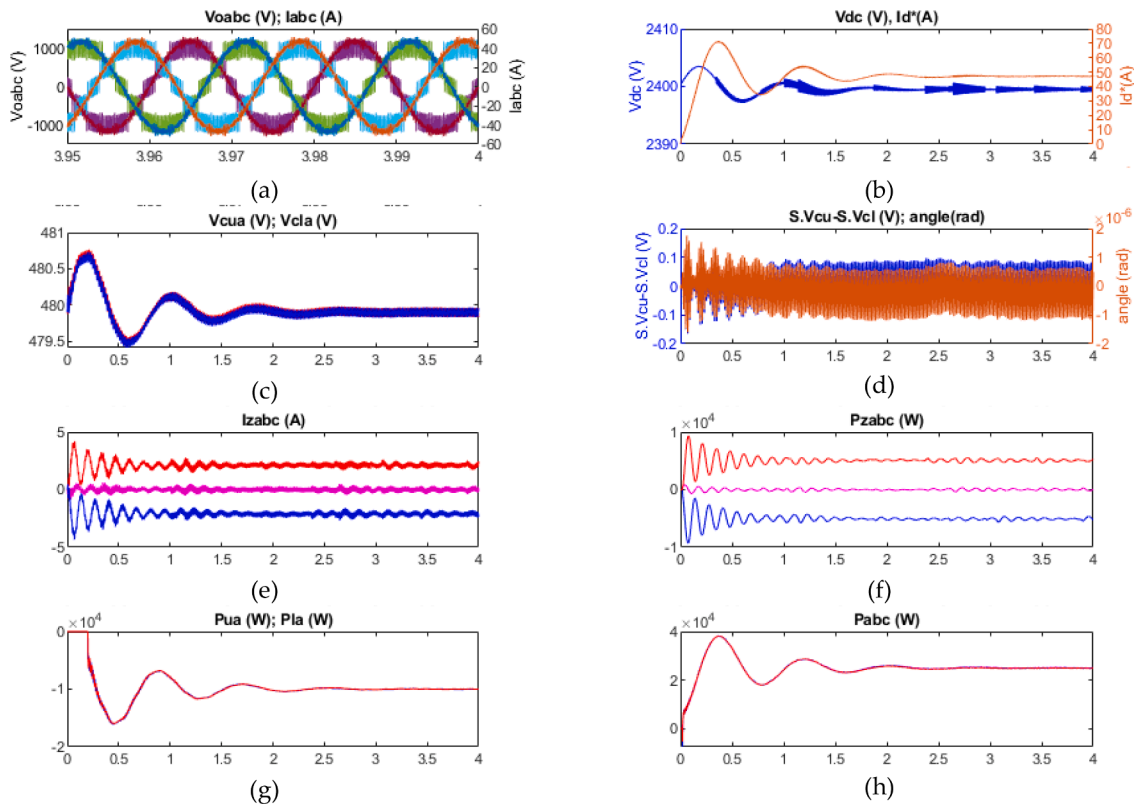 Voabc (V); Iabc (A)
Voabc (V)
1000
0
-1000
60
40
20
0
-20
-40
-60
Iabc (A)
3.95 3.96 3.97 3.98 3.99 4
(a)
Vdc (V), Id*(A)
Vdc (V)
2410
2400
2390
80
70
60
50
40
30
20
10
0
Id*(A)
0 0.5 1 1.5 2 2.5 3 3.5 4
(b)
Vcua (V); Vcla (V)
481
480.5
480
479.5
0 0.5 1 1.5 2 2.5 3 3.5 4
(c)
S.Vcu-S.Vcl (V); angle(rad)
S.Vcu-S.Vcl (V)
0.2
0.1
0
-0.1
-0.2
×10-6
2
1
0
-1
-2
angle (rad)
0 0.5 1 1.5 2 2.5 3 3.5 4
(d)
Izabc (A)
5
0
-5
0 0.5 1 1.5 2 2.5 3 3.5 4
(e)
Pzabc (W)
×104
1
0
-1
0 0.5 1 1.5 2 2.5 3 3.5 4
(f)
Pua (W); Pla (W)
×104
0
-1
-2
0 0.5 1 1.5 2 2.5 3 3.5 4
(g)
Pabc (W)
×104
4
2
0
0 0.5 1 1.5 2 2.5 3 3.5 4
(h)